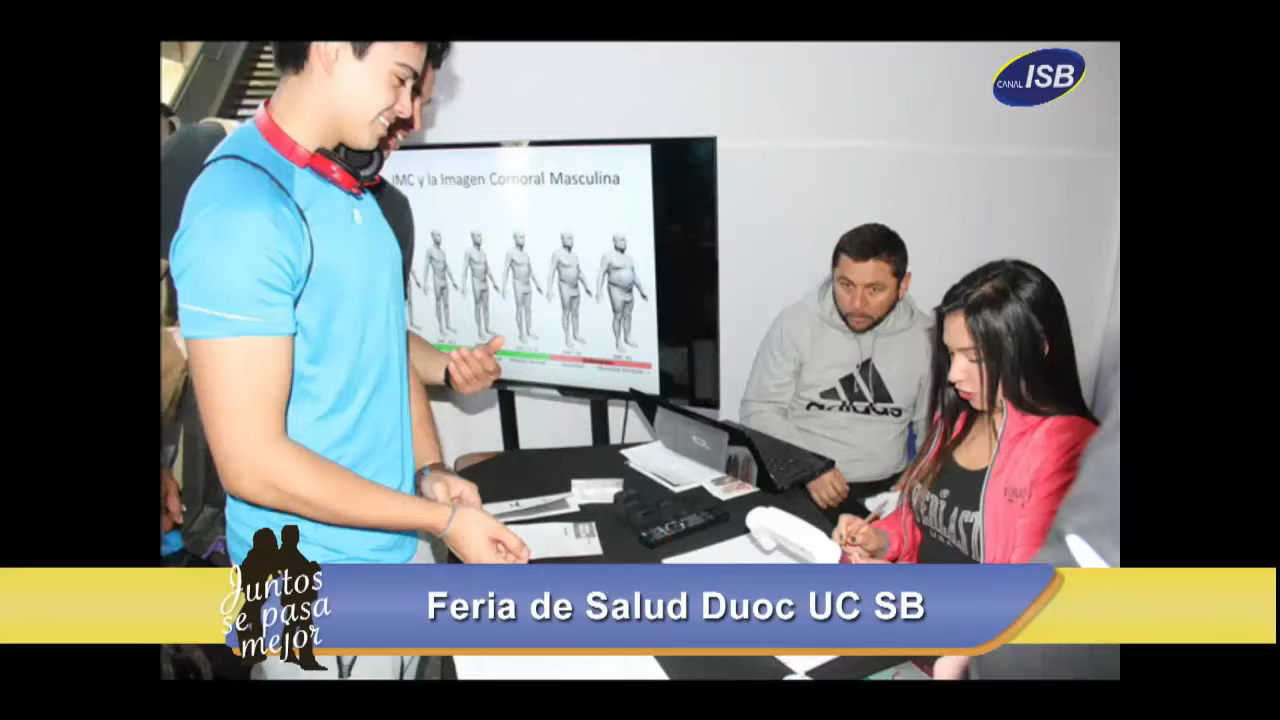 CANAL ISB
IMC y la Imagen Corporal Masculina
adidas
EVERLAST
Juntos
se pasa
mejor
Feria de Salud Duoc UC SB